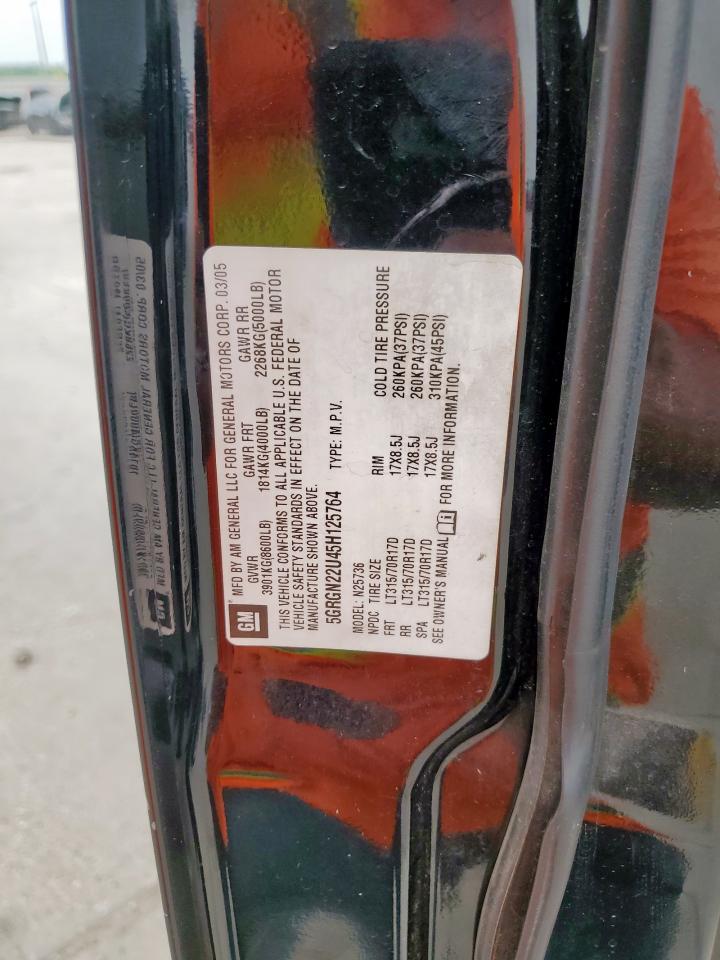 GM
® MFD BY AM GENERAL LLC FOR GENERAL MOTORS CORP. 03/05
GVWR GAWR FRT GAWR RR
3901KG(8600LB) 1814KG(4000LB) 2268KG(5000LB)
THIS VEHICLE CONFORMS TO ALL APPLICABLE U.S. FEDERAL MOTOR
VEHICLE SAFETY STANDARDS IN EFFECT ON THE DATE OF
MANUFACTURE SHOWN ABOVE.
5GRGN22U45H125764 TYPE: M.P.V.
MODEL: N25736
NPDC TIRE SIZE RIM COLD TIRE PRESSURE
FRT LT315/70R17D 17X8.5J 260KPA(37PSI)
RR LT315/70R17D 17X8.5J 260KPA(37PSI)
SPA LT315/70R17D 17X8.5J 310KPA(45PSI)
SEE OWNER'S MANUAL FOR MORE INFORMATION.